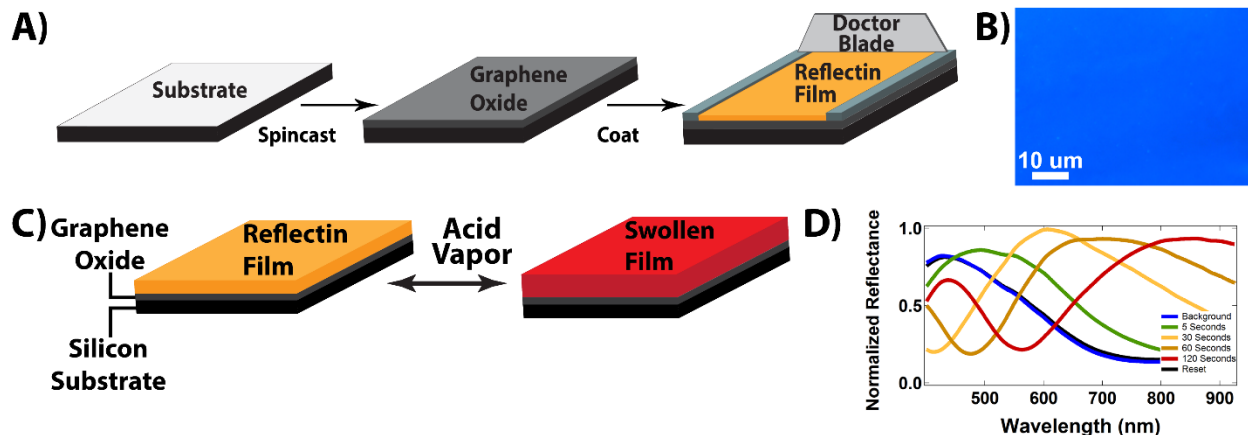 A)
Substrate
Spincast
Graphene
Oxide
Coat
Doctor
Blade
Reflectin
Film
B)
10 um
C)
Graphene
Oxide
Silicon
Substrate
Reflectin
Film
Acid
Vapor
Swollen
Film
D)
Normalized Reflectance
1.0
0.5
0.0
Background
5 Seconds
30 Seconds
60 Seconds
120 Seconds
Reset
500 600 700 800 900
Wavelength (nm)